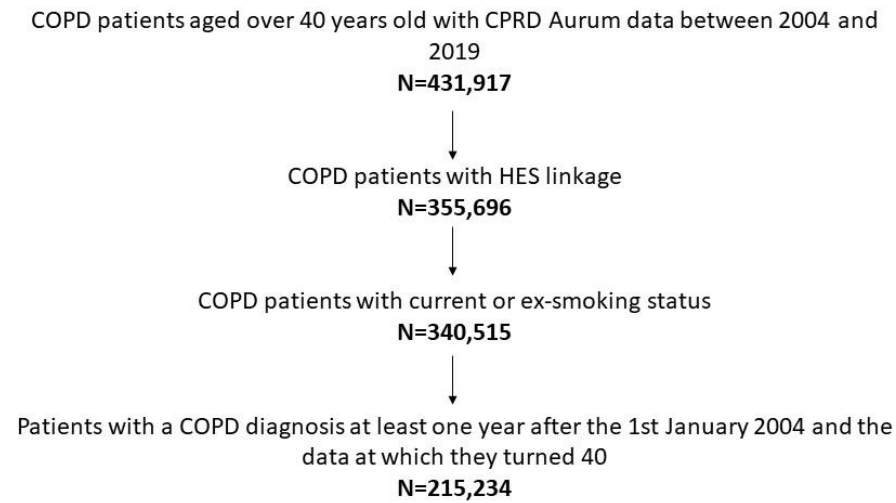 COPD patients aged over 40 years old with CPRD Aurum data between 2004 and
2019
N=431,917
COPD patients with HES linkage
N=355,696
COPD patients with current or ex-smoking status
N=340,515
Patients with a COPD diagnosis at least one year after the 1st January 2004 and the
data at which they turned 40
N=215,234